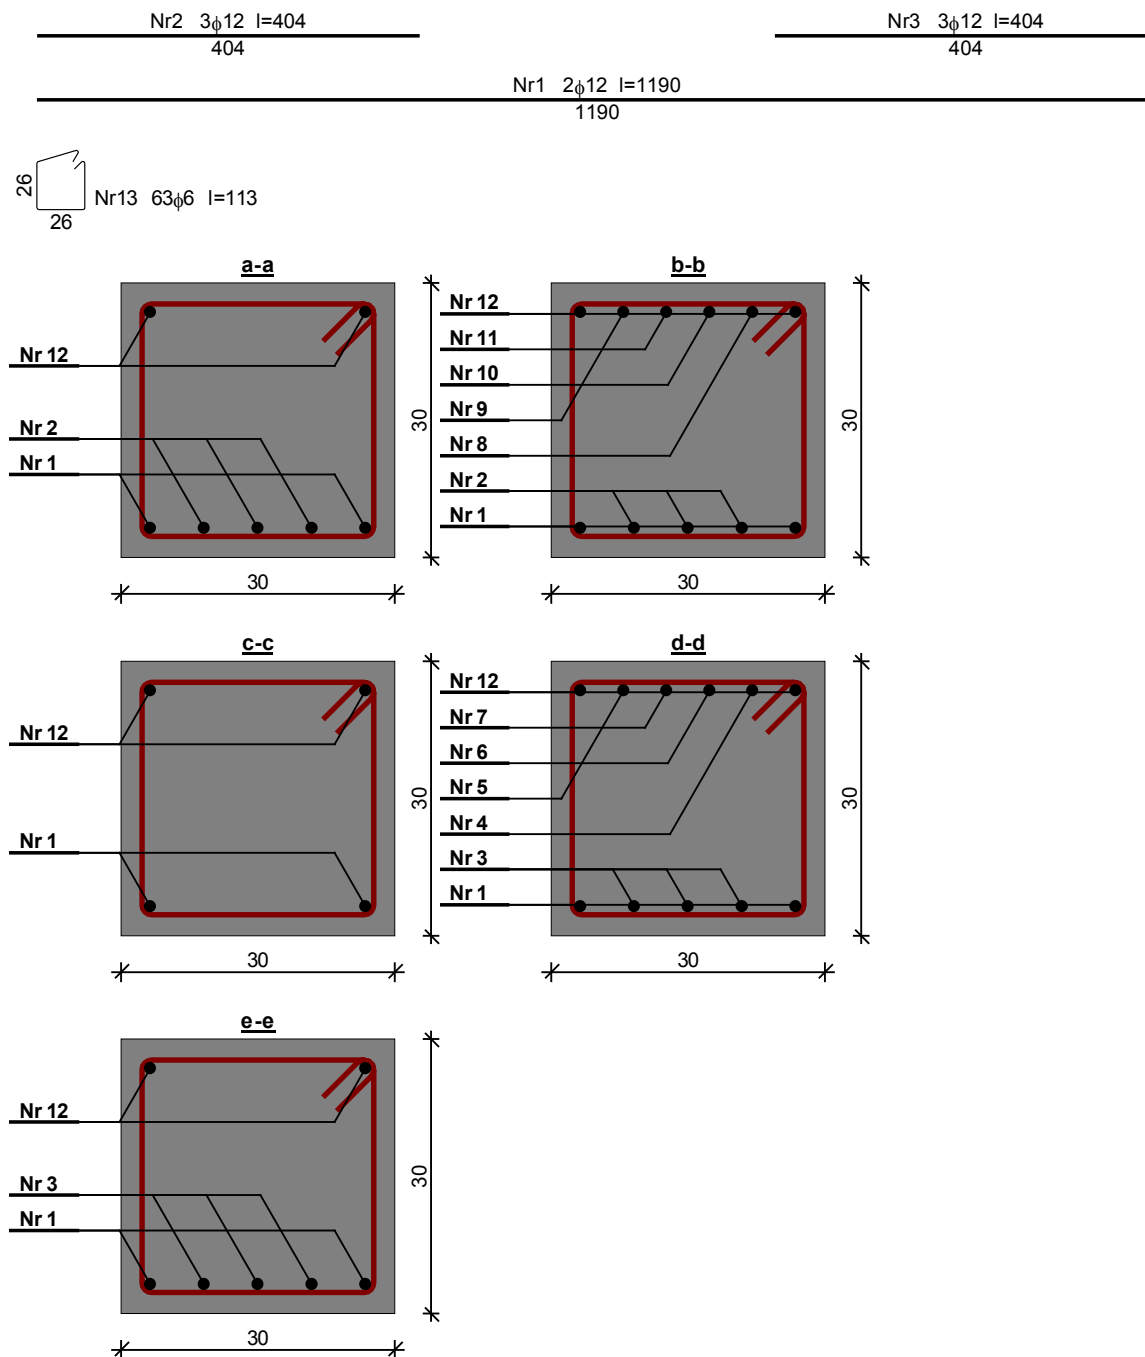 Nr2 3ϕ12 l=404
404
Nr3 3ϕ12 l=404
404
Nr1 2ϕ12 l=1190
1190
26
26
Nr13 63ϕ6 l=113
a-a
Nr 12
Nr 2
Nr 1
30
30
b-b
Nr 12
Nr 11
Nr 10
Nr 9
Nr 8
Nr 2
Nr 1
30
30
c-c
Nr 12
Nr 1
30
30
d-d
Nr 12
Nr 7
Nr 6
Nr 5
Nr 4
Nr 3
Nr 1
30
30
e-e
Nr 12
Nr 3
Nr 1
30
30